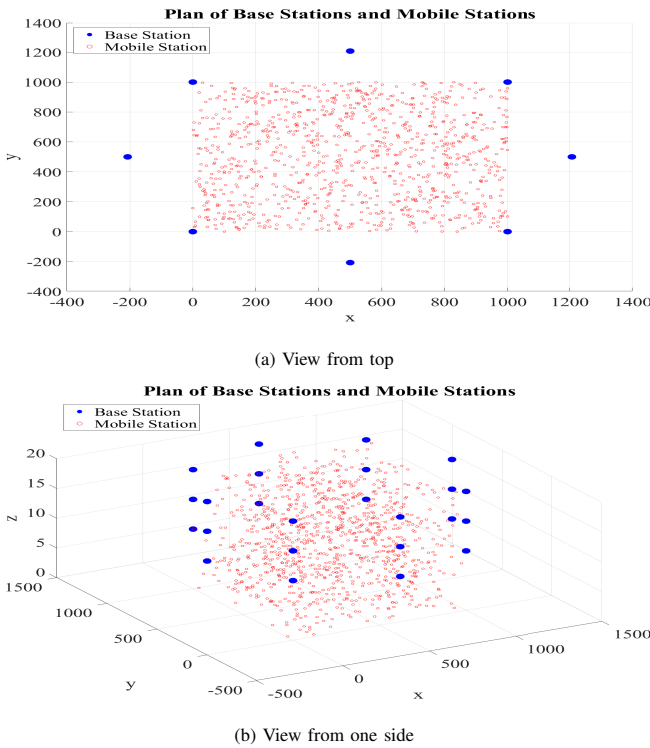 Plan of Base Stations and Mobile Stations
1400
Base Station
Mobile Station
1200
1000
800
600
y
400
200
0
-200
-400
-400 -200 0 200 400 600 800 1000 1200 1400
x
(a) View from top
Plan of Base Stations and Mobile Stations
Base Station
Mobile Station
20
15
z
10
5
0
1500
1000
500
0
-500
y
-500
0
500
1000
1500
x
(b) View from one side